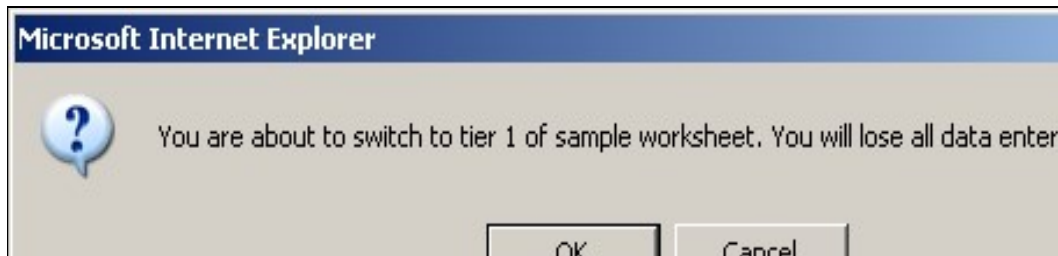 Microsoft Internet Explorer
You are about to switch to tier 1 of sample worksheet. You will lose all data enter
OK
Cancel